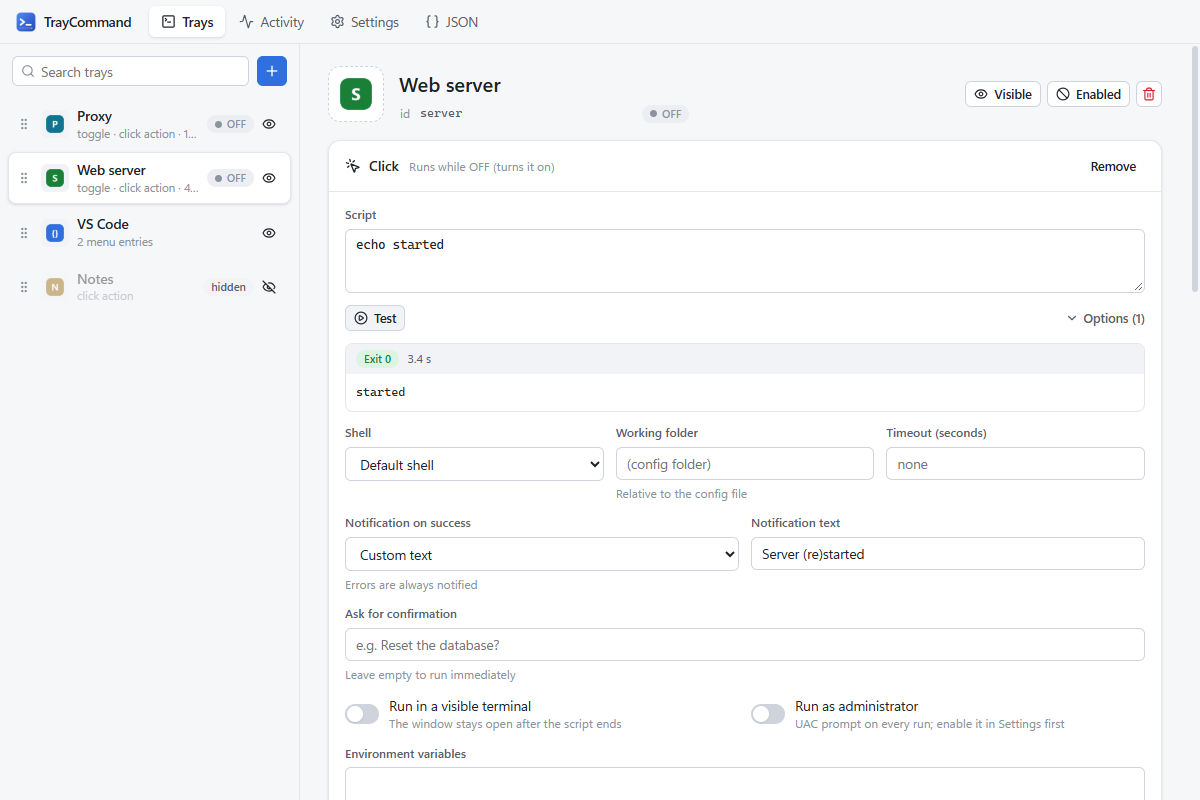 TrayCommand
Trays
Activity
Settings
{ } JSON
Search trays
P
Proxy
toggle · click action · 1...
OFF
S
Web server
toggle · click action · 4...
OFF
{}
VS Code
2 menu entries
N
Notes
click action
hidden
S
Web server
id server
OFF
Visible
Enabled
Click
Runs while OFF (turns it on)
Remove
Script
echo started
Test
Options (1)
Exit 0
3.4 s
started
Shell
Working folder
Timeout (seconds)
Default shell
(config folder)
none
Relative to the config file
Notification on success
Notification text
Custom text
Server (re)started
Errors are always notified
Ask for confirmation
e.g. Reset the database?
Leave empty to run immediately
Run in a visible terminal
The window stays open after the script ends
Run as administrator
UAC prompt on every run; enable it in Settings first
Environment variables